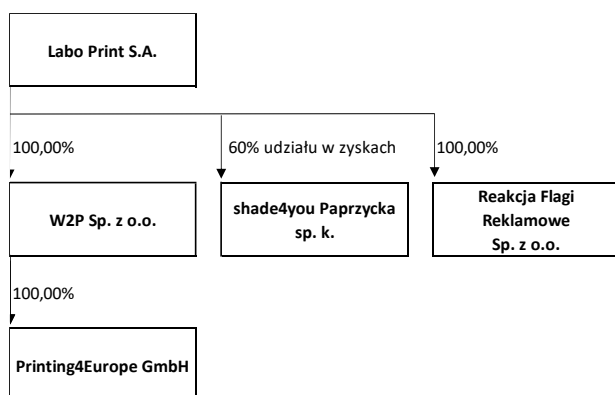 Labo Print S.A.
100,00%
60% udziału w zyskach
100,00%
W2P Sp. z o.o.
shade4you Paprzycka
sp. k.
Reakcja Flagi
Reklamowe
Sp. z o.o.
100,00%
Printing4Europe GmbH